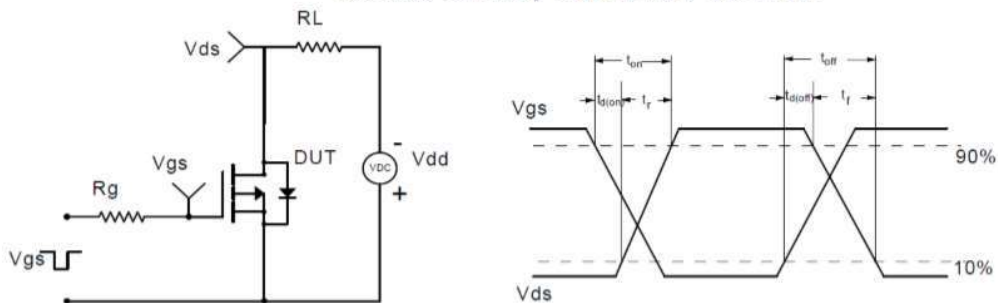 RL
Vds
Vgs
DUT
VDC
-
+
Vdd
Rg
Vgs
ton
toff
td(on)
tr
td(off)
tf
Vgs
90%
10%
Vds